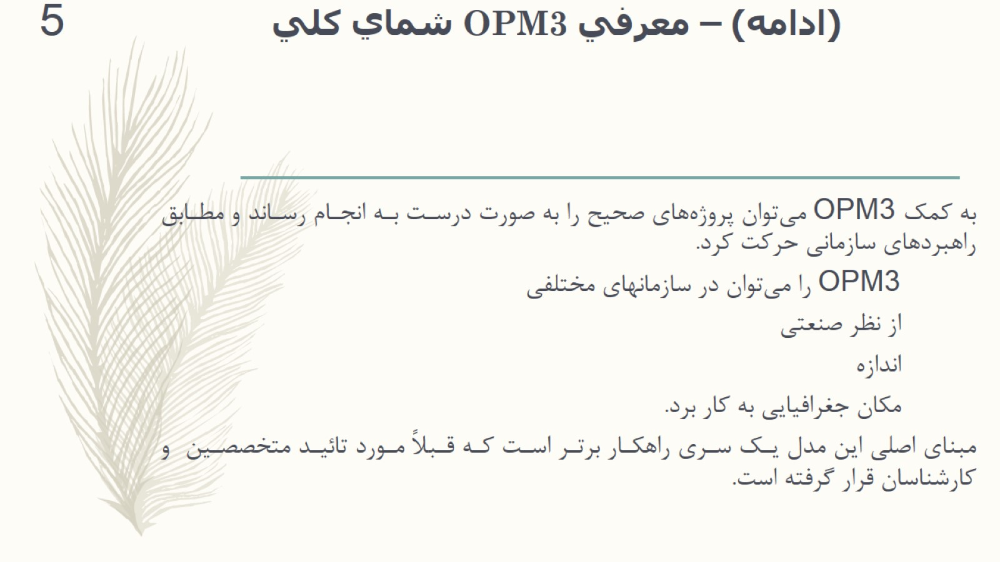 5
(ادامه) – معرفي OPM3 شماي كلي
به کمک OPM3 می‌توان پروژه‌های صحیح را به صورت درست به انجام رساند و مطابق
راهبردهای سازمانی حرکت کرد.
OPM3 را می‌توان در سازمانهای مختلفی
از نظر صنعتی
اندازه
مکان جغرافیایی به کار برد.
مبنای اصلی این مدل یک سری راهکار برتر است که قبلاً مورد تائید متخصصین و
کارشناسان قرار گرفته است.